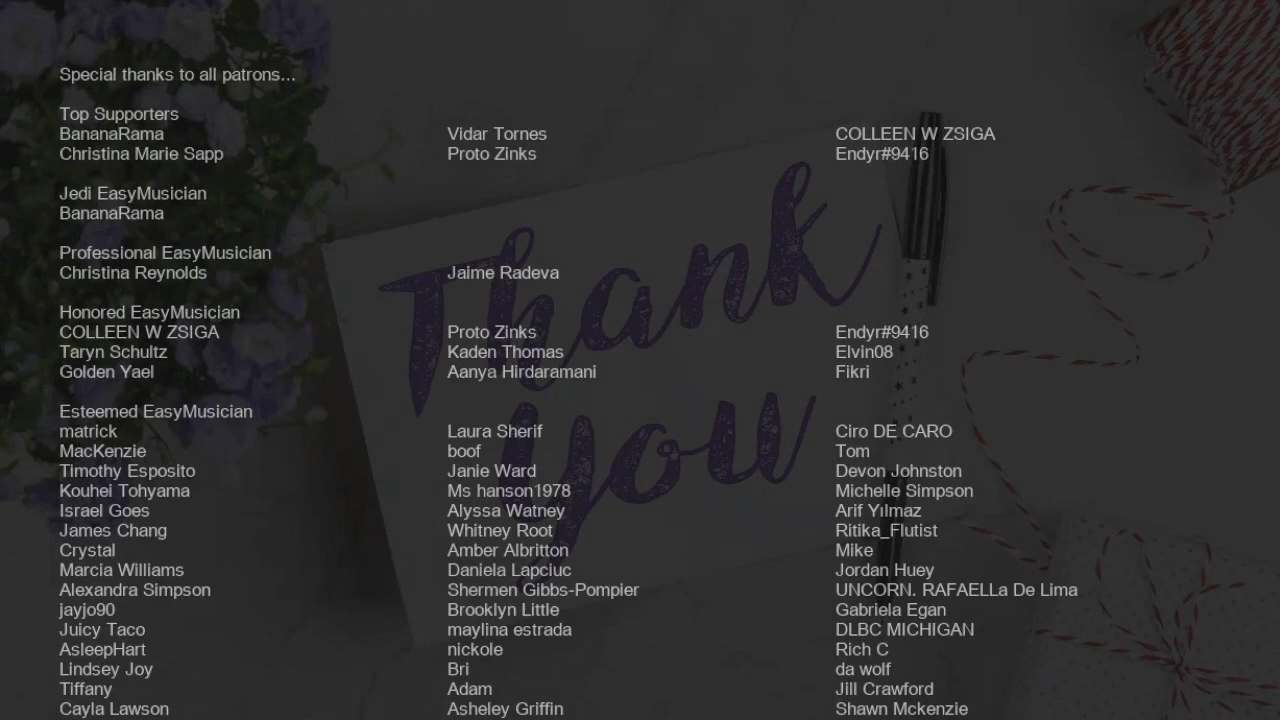 Special thanks to all patrons...
Top Supporters
BananaRama Vidar Tornes COLLEEN W ZSIGA
Christina Marie Sapp Proto Zinks Endyr#9416
Jedi EasyMusician
BananaRama
Professional EasyMusician
Christina Reynolds Jaime Radeva
Honored EasyMusician
COLLEEN W ZSIGA Proto Zinks Endyr#9416
Taryn Schultz Kaden Thomas Elvin08
Golden Yael Aanya Hirdaramani Fikri
Esteemed EasyMusician
matrick Laura Sherif Ciro DE CARO
MacKenzie boof Tom
Timothy Esposito Janie Ward Devon Johnston
Kouhei Tohyama Ms hanson1978 Michelle Simpson
Israel Goes Alyssa Watney Arif Yılmaz
James Chang Whitney Root Ritika_Flutist
Crystal Amber Albritton Mike
Marcia Williams Daniela Lapciuc Jordan Huey
Alexandra Simpson Shermen Gibbs-Pompier UNCORN. RAFAELLa De Lima
jayjo90 Brooklyn Little Gabriela Egan
Juicy Taco maylina estrada DLBC MICHIGAN
AsleepHart nickole Rich C
Lindsey Joy Bri da wolf
Tiffany Adam Jill Crawford
Cayla Lawson Asheley Griffin Shawn Mckenzie
Thank
you